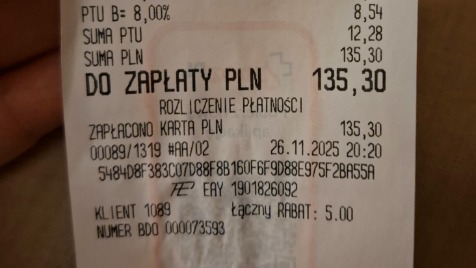 PTU B= 8,00% 8,54
SUMA PTU 12,28
SUMA PLN 135,30
DO ZAPŁATY PLN 135,30
ROZLICZENIE PŁATNOŚCI
ZAPŁACONO KARTA PLN 135,30
00089/1319 #AA/02 26.11.2025 20:20
5484D8F383C07D88F8B160F6F9D88E975F2BA55A
EAY 1901826092
KLIENT 1089 Łączny RABAT: 5.00
NUMER BDO 000073593